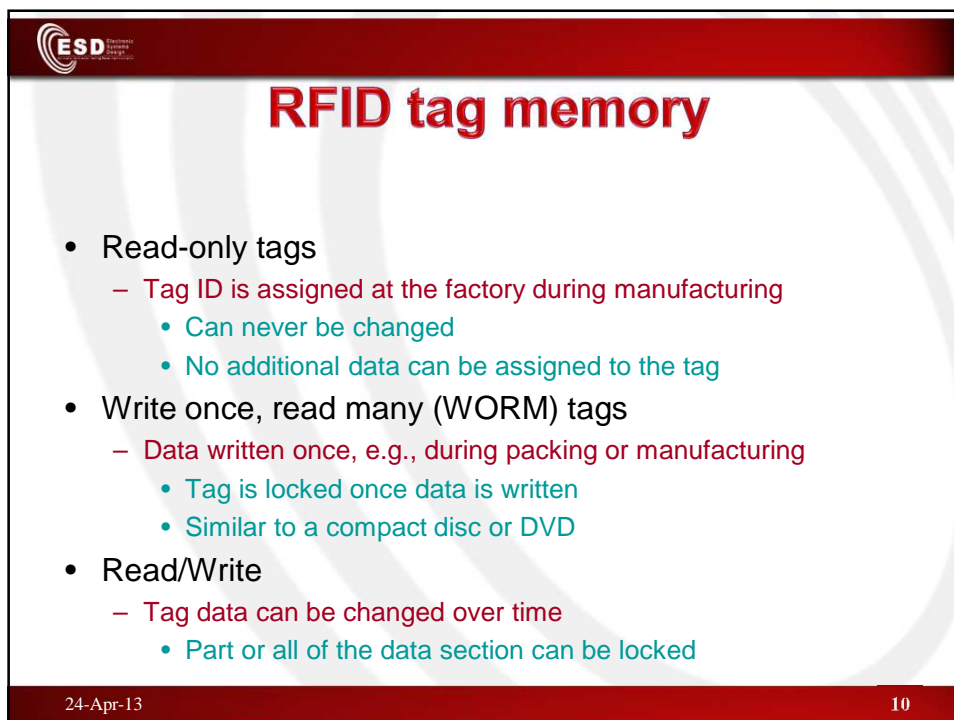 ESD Electronic
Systems
Design
RFID tag memory
• Read-only tags
– Tag ID is assigned at the factory during manufacturing
• Can never be changed
• No additional data can be assigned to the tag
• Write once, read many (WORM) tags
– Data written once, e.g., during packing or manufacturing
• Tag is locked once data is written
• Similar to a compact disc or DVD
• Read/Write
– Tag data can be changed over time
• Part or all of the data section can be locked
24-Apr-13
10